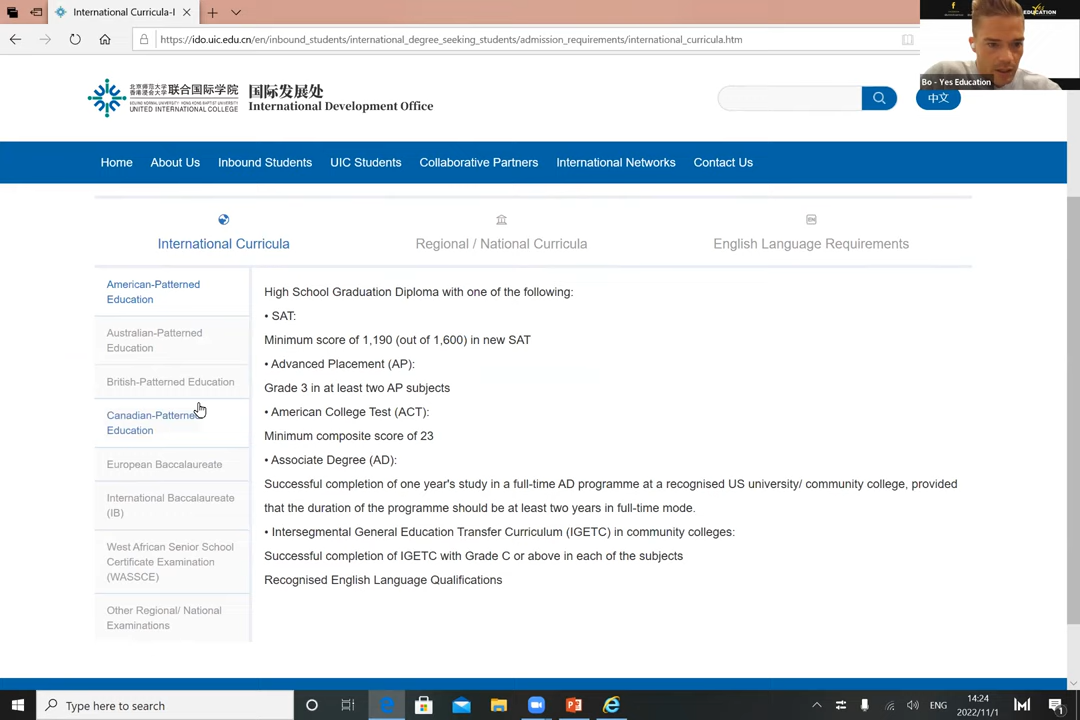 International Curricula-I
https://ido.uic.edu.cn/en/inbound_students/international_degree_seeking_students/admission_requirements/international_curricula.htm
EDUCATION
Bo - Yes Education
北京师范大学
香港浸会大学
联合国际学院
BEIJING NORMAL UNIVERSITY · HONG KONG BAPTIST UNIVERSITY
UNITED INTERNATIONAL COLLEGE
国际发展处
International Development Office
中文
Home
About Us
Inbound Students
UIC Students
Collaborative Partners
International Networks
Contact Us
International Curricula
Regional / National Curricula
English Language Requirements
American-Patterned
Education
Australian-Patterned
Education
British-Patterned Education
Canadian-Patterned
Education
European Baccalaureate
International Baccalaureate
(IB)
West African Senior School
Certificate Examination
(WASSCE)
Other Regional/ National
Examinations
High School Graduation Diploma with one of the following:
• SAT:
Minimum score of 1,190 (out of 1,600) in new SAT
• Advanced Placement (AP):
Grade 3 in at least two AP subjects
• American College Test (ACT):
Minimum composite score of 23
• Associate Degree (AD):
Successful completion of one year's study in a full-time AD programme at a recognised US university/ community college, provided
that the duration of the programme should be at least two years in full-time mode.
• Intersegmental General Education Transfer Curriculum (IGETC) in community colleges:
Successful completion of IGETC with Grade C or above in each of the subjects
Recognised English Language Qualifications
Type here to search
ENG
14:24
2022/11/1